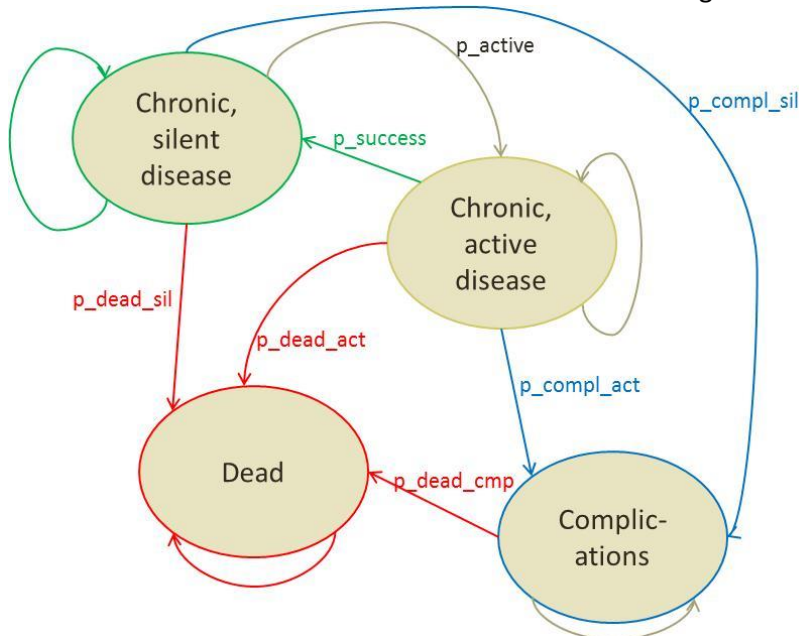 p_active
p_compl_sil
Chronic,
silent
disease
p_success
Chronic,
active
disease
p_dead_sil
p_dead_act
p_compl_act
Dead
p_dead_cmp
Complic-
ations